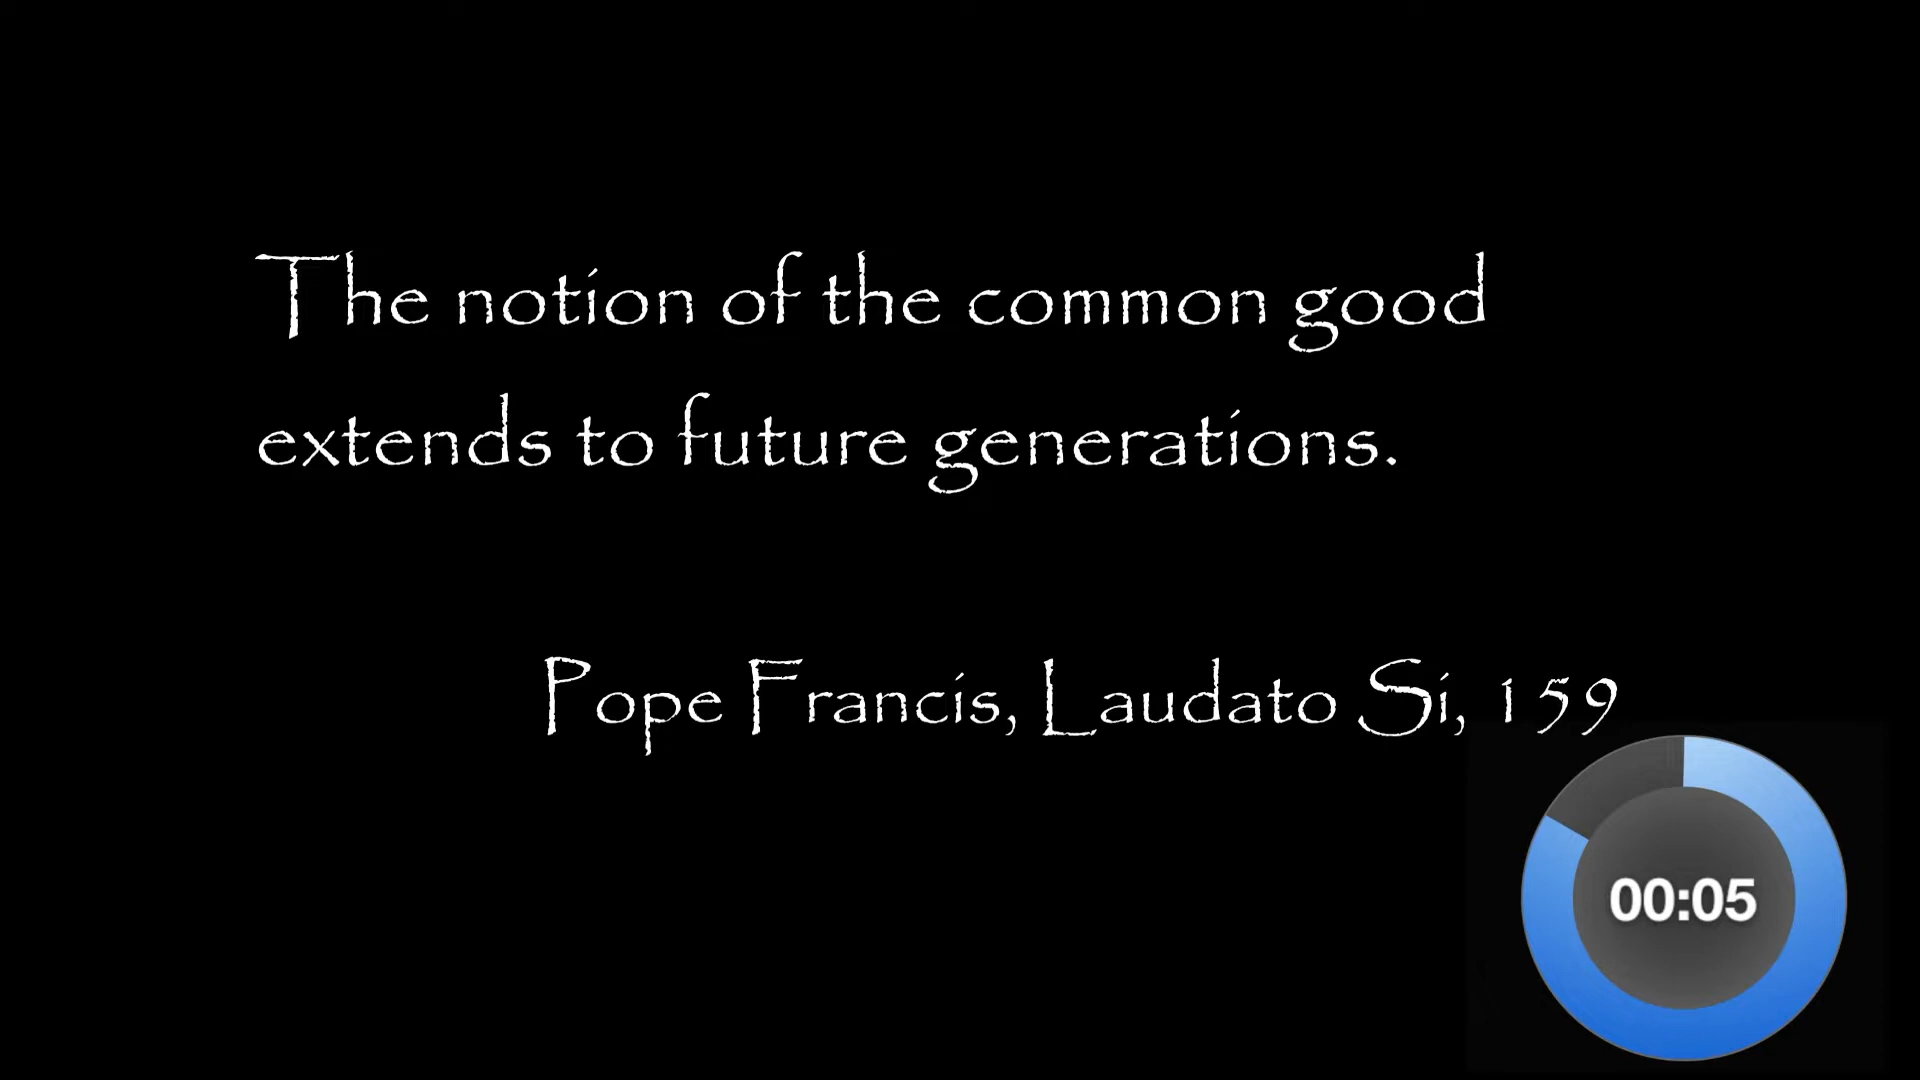 The notion of the common good
extends to future generations.
Pope Francis, Laudato Si, 159
00:05